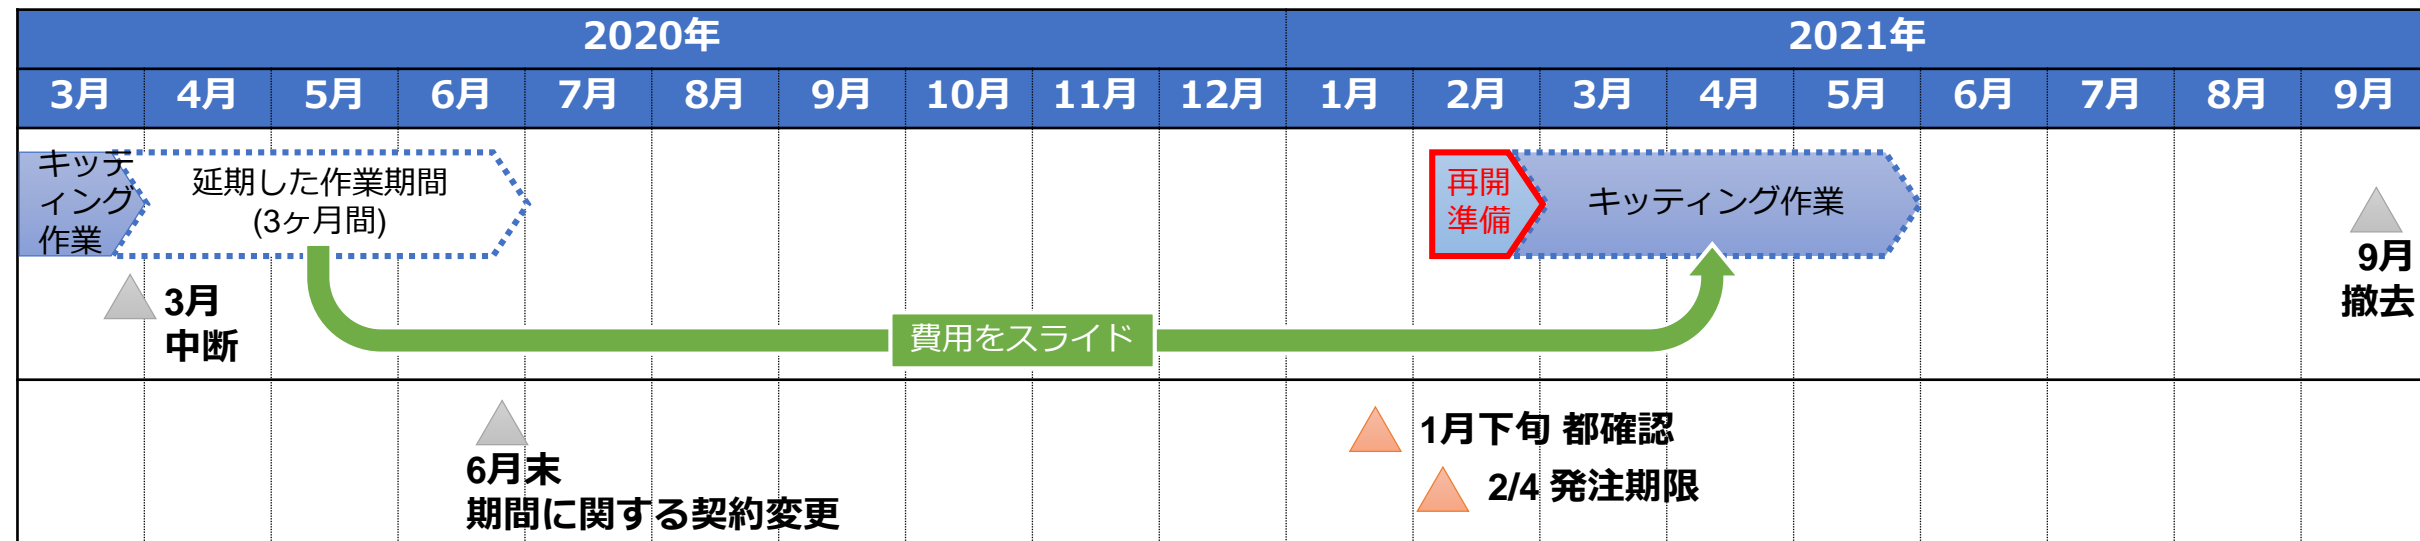 2020年
2021年
3月 4月 5月 6月 7月 8月 9月 10月 11月 12月 1月 2月 3月 4月 5月 6月 7月 8月 9月
キッテ
ィング
作業
延期した作業期間
(3ヶ月間)
再開
準備
キッティング作業
3月
中断
費用をスライド
9月
撤去
6月末
期間に関する契約変更
1月下旬 都確認
2/4 発注期限